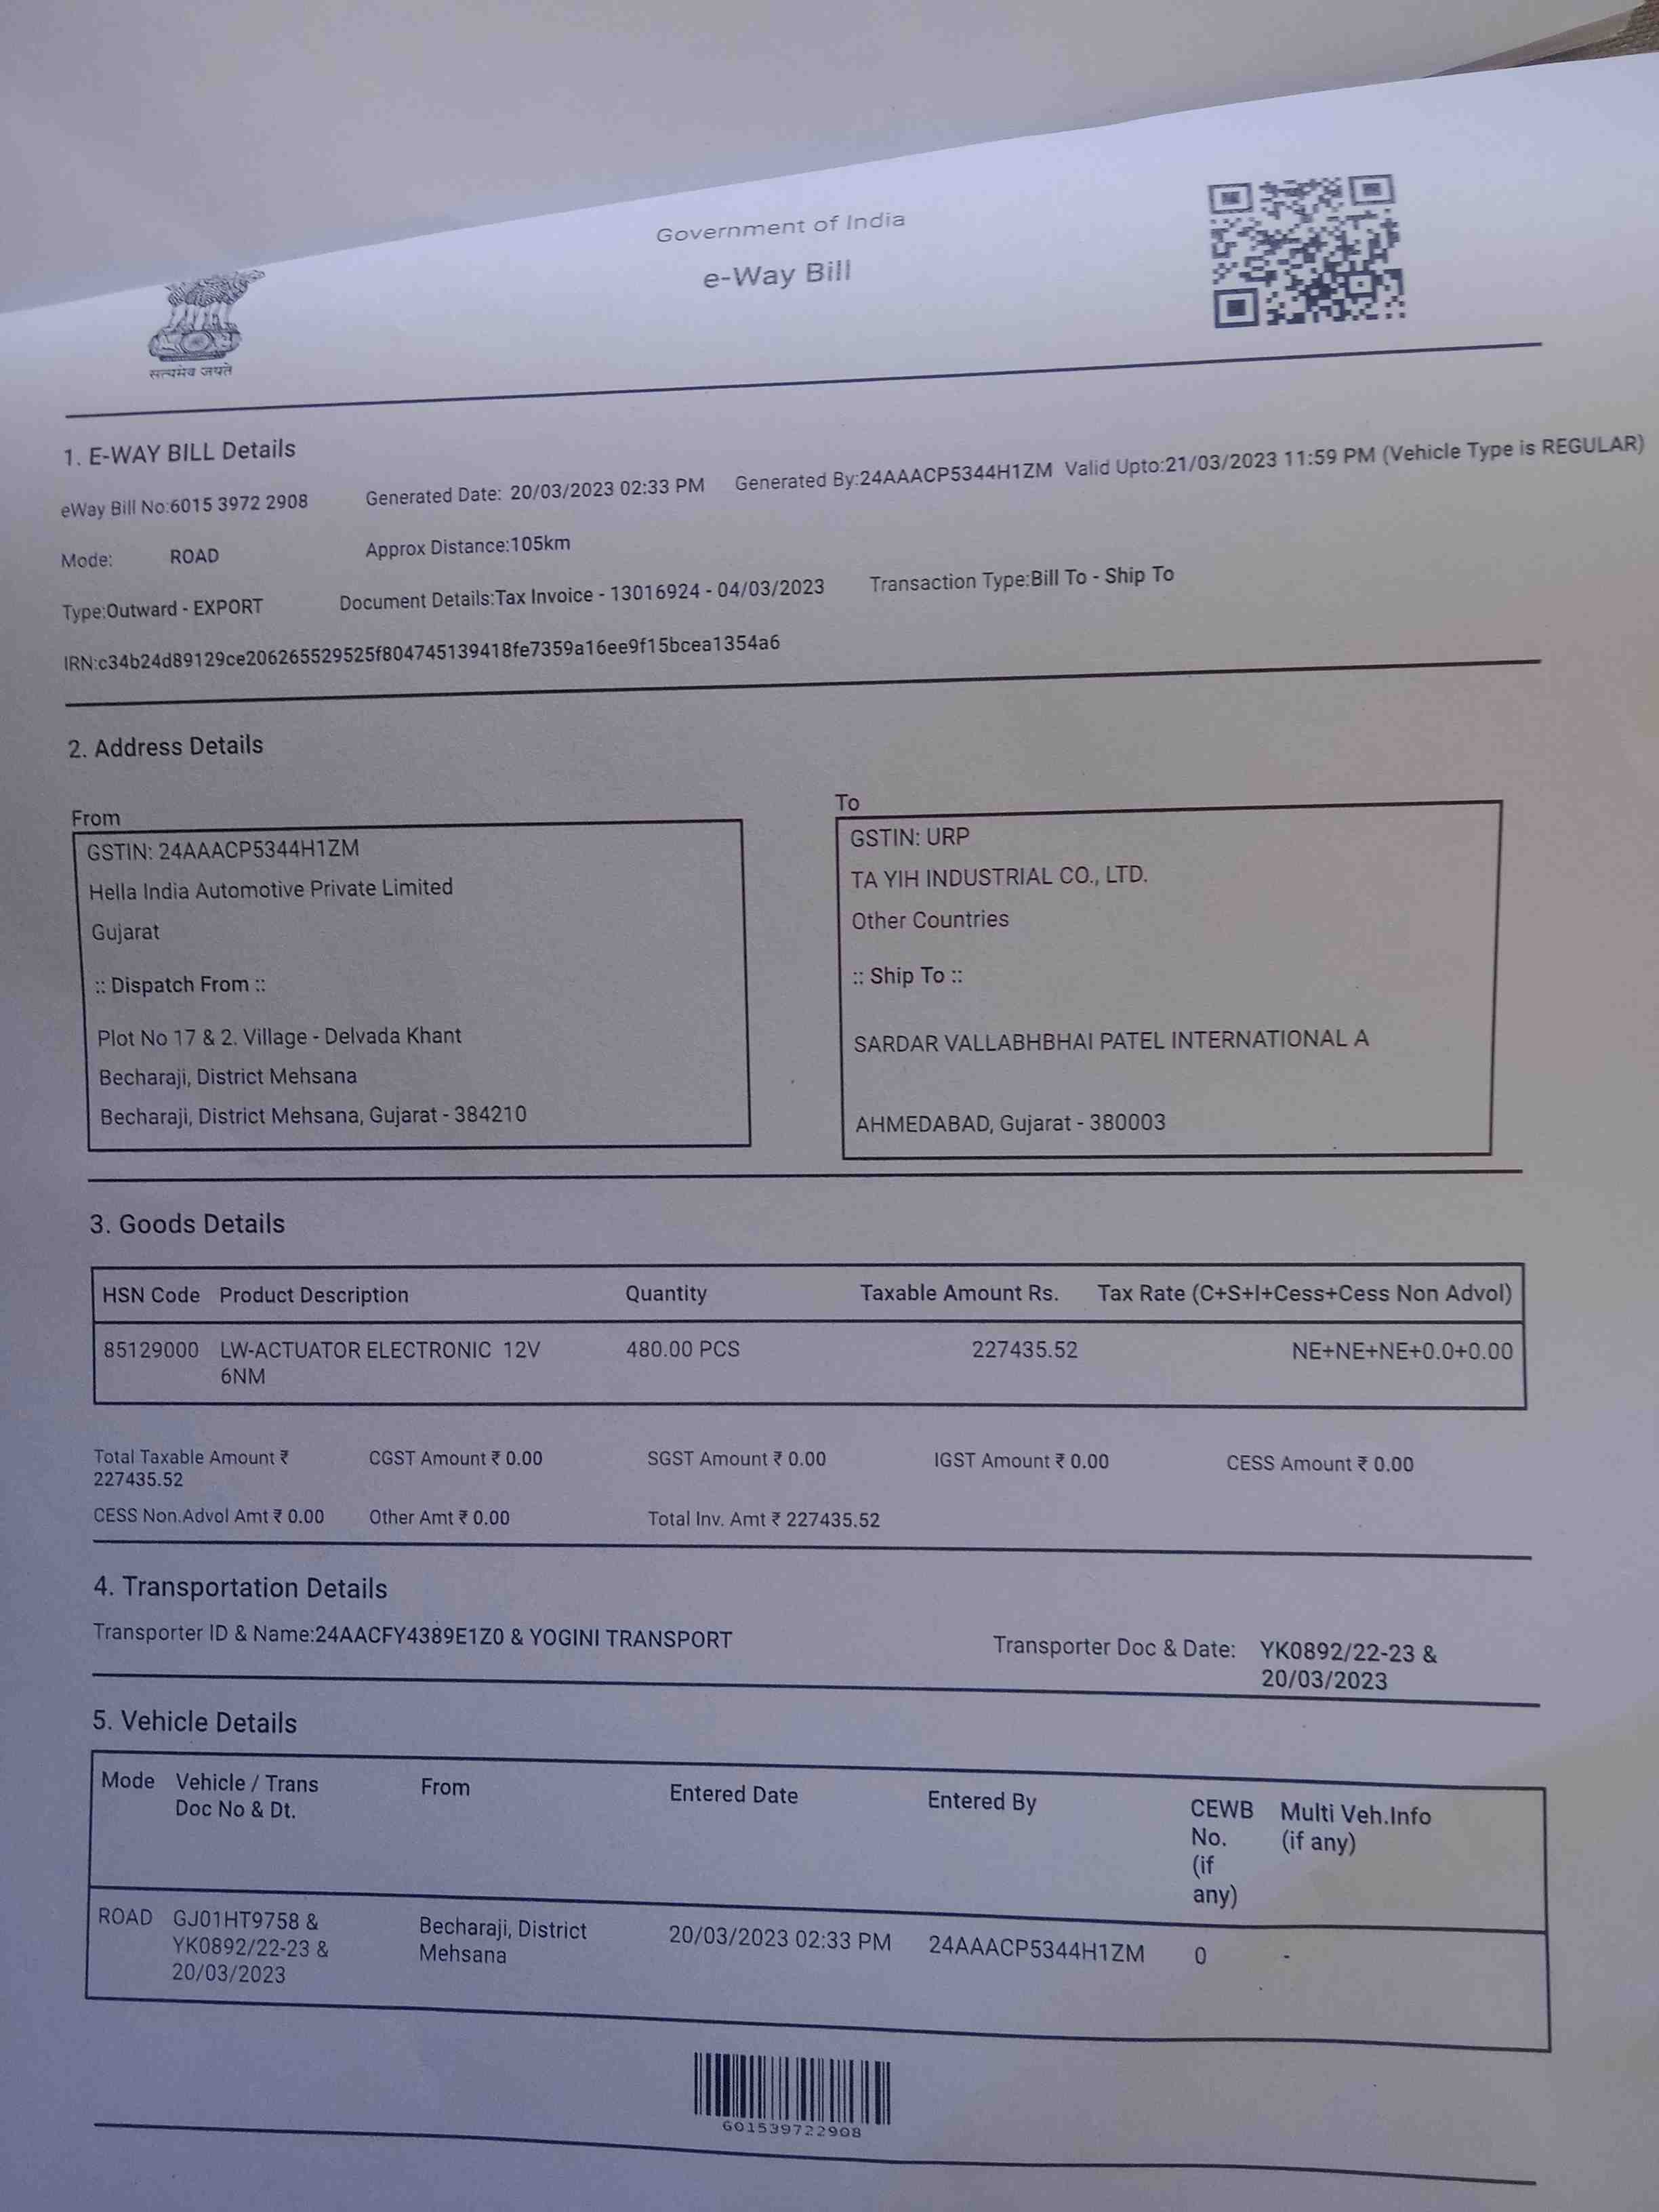 Government of India
e-Way Bill
सत्यमेव जयते
1. E-WAY BILL Details
eWay Bill No:6015 3972 2908 Generated Date: 20/03/2023 02:33 PM Generated By:24AAACP5344H1ZM Valid Upto:21/03/2023 11:59 PM (Vehicle Type is REGULAR)
Mode: ROAD Approx Distance:105km
Type:Outward - EXPORT Document Details:Tax Invoice - 13016924 - 04/03/2023 Transaction Type:Bill To - Ship To
IRN:c34b24d89129ce206265529525f804745139418fe7359a16ee9f15bcea1354a6
2. Address Details
From
GSTIN: 24AAACP5344H1ZM
Hella India Automotive Private Limited
Gujarat
:: Dispatch From ::
Plot No 17 & 2. Village - Delvada Khant
Becharaji, District Mehsana
Becharaji, District Mehsana, Gujarat - 384210
To
GSTIN: URP
TA YIH INDUSTRIAL CO., LTD.
Other Countries
:: Ship To ::
SARDAR VALLABHBHAI PATEL INTERNATIONAL A
AHMEDABAD, Gujarat - 380003
3. Goods Details
HSN Code Product Description Quantity Taxable Amount Rs. Tax Rate (C+S+I+Cess+Cess Non Advol)
85129000 LW-ACTUATOR ELECTRONIC 12V 480.00 PCS 227435.52 NE+NE+NE+0.0+0.00
6NM
Total Taxable Amount ₹ CGST Amount ₹ 0.00 SGST Amount ₹ 0.00 IGST Amount ₹ 0.00 CESS Amount ₹ 0.00
227435.52
CESS Non.Advol Amt ₹ 0.00 Other Amt ₹ 0.00 Total Inv. Amt ₹ 227435.52
4. Transportation Details
Transporter ID & Name:24AACFY4389E1Z0 & YOGINI TRANSPORT Transporter Doc & Date: YK0892/22-23 &
20/03/2023
5. Vehicle Details
Mode Vehicle / Trans From Entered Date Entered By CEWB Multi Veh.Info
Doc No & Dt. No. (if any)
(if
any)
ROAD GJ01HT9758 & Becharaji, District 20/03/2023 02:33 PM 24AAACP5344H1ZM 0 -
YK0892/22-23 & Mehsana
20/03/2023
601539722908